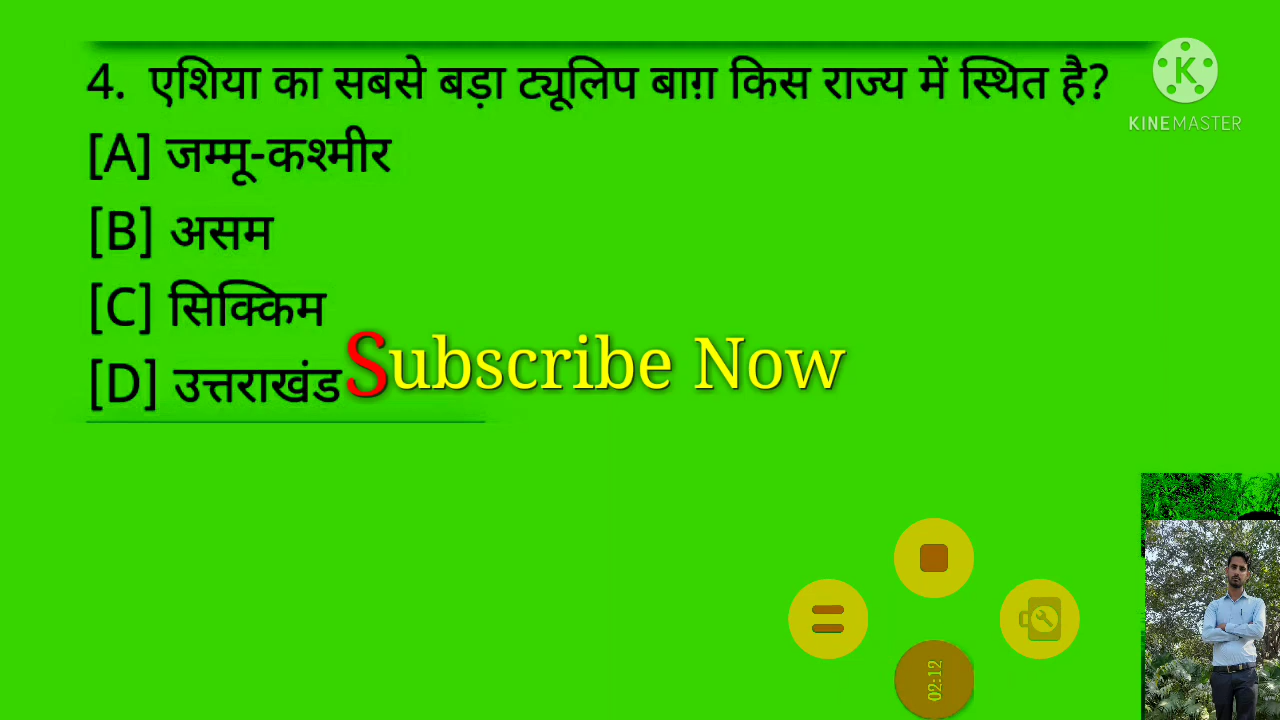 4. एशिया का सबसे बड़ा ट्यूलिप बाग़ किस राज्य में स्थित है?
[A] जम्मू-कश्मीर
[B] असम
[C] सिक्किम
[D] उत्तराखंड
Subscribe Now
K
KINEMASTER
02:12